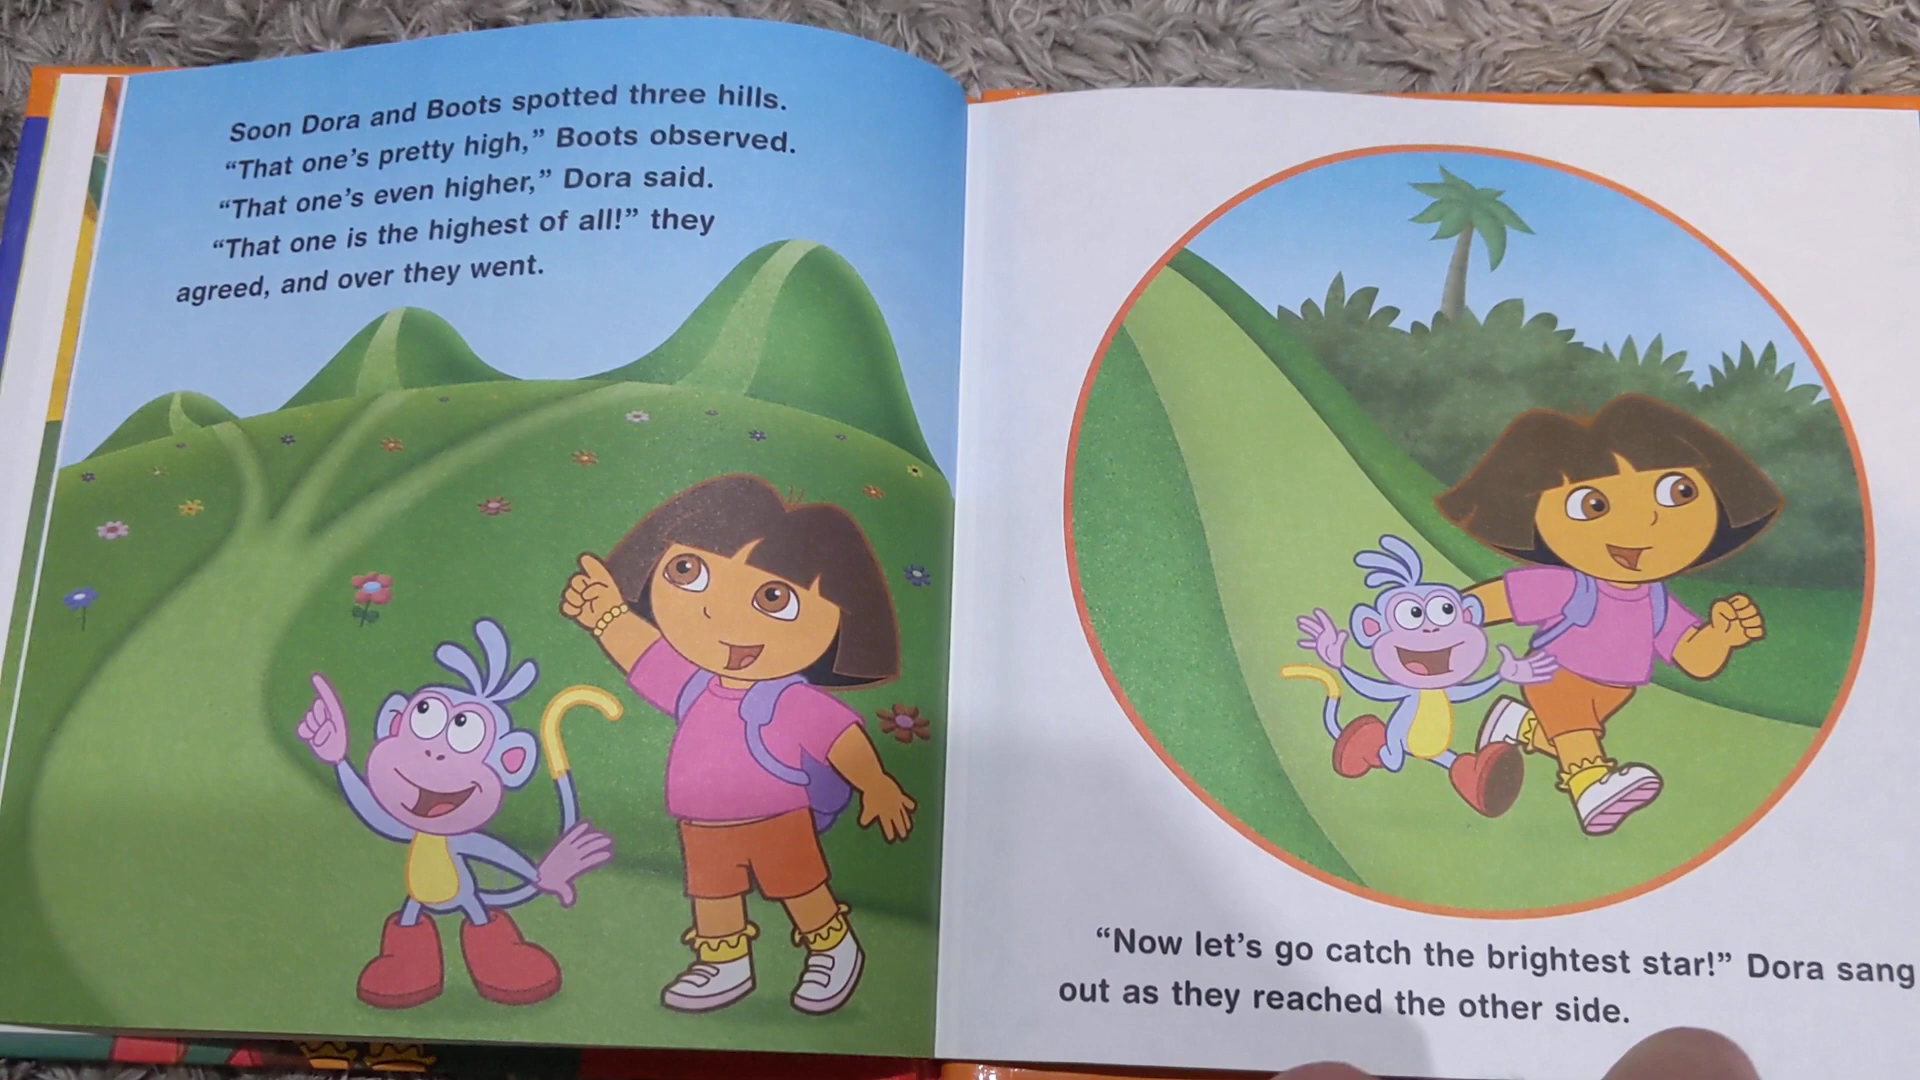 Soon Dora and Boots spotted three hills.
“That one’s pretty high,” Boots observed.
“That one’s even higher,” Dora said.
“That one is the highest of all!” they
agreed, and over they went.
“Now let’s go catch the brightest star!” Dora sang
out as they reached the other side.